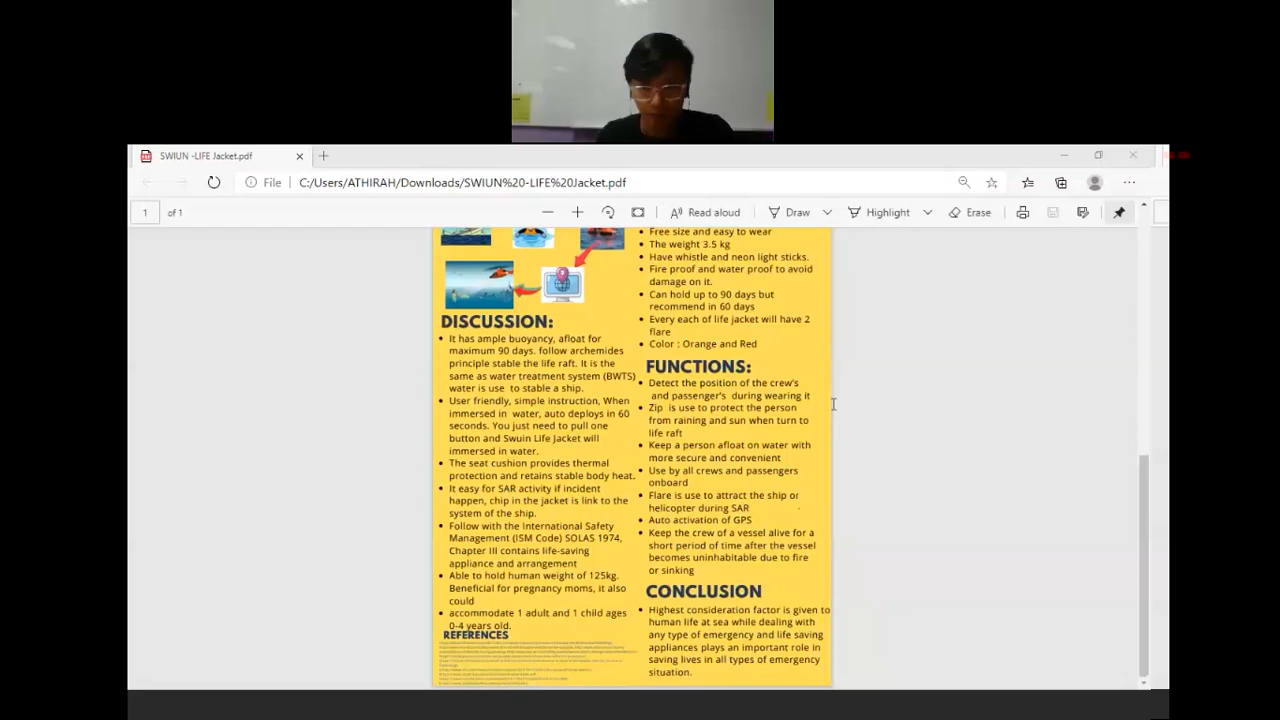 SWIUN -LIFE Jacket.pdf
File
C:/Users/ATHIRAH/Downloads/SWIUN%20-LIFE%20Jacket.pdf
1 of 1
Read aloud
Draw
Highlight
Erase
DISCUSSION:
It has ample buoyancy, afloat for
maximum 90 days. follow archemides
principle stable the life raft. It is the
same as water treatment system (BWTS)
water is use to stable a ship.
User friendly, simple instruction, When
immersed in water, auto deploys in 60
seconds. You just need to pull one
button and Swuin Life Jacket will
immersed in water.
The seat cushion provides thermal
protection and retains stable body heat.
It easy for SAR activity if incident
happen, chip in the jacket is link to the
system of the ship.
Follow with the International Safety
Management (ISM Code) SOLAS 1974,
Chapter III contains life-saving
appliance and arrangement
Able to hold human weight of 125kg.
Beneficial for pregnancy moms, it also
could
accommodate 1 adult and 1 child ages
0-4 years old.
REFERENCES
Free size and easy to wear
The weight 3.5 kg
Have whistle and neon light sticks.
Fire proof and water proof to avoid
damage on it.
Can hold up to 90 days but
recommend in 60 days
Every each of life jacket will have 2
flare
Color : Orange and Red
FUNCTIONS:
Detect the position of the crew's
and passenger's during wearing it
Zip is use to protect the person
from raining and sun when turn to
life raft
Keep a person afloat on water with
more secure and convenient
Use by all crews and passengers
onboard
Flare is use to attract the ship or
helicopter during SAR
Auto activation of GPS
Keep the crew of a vessel alive for a
short period of time after the vessel
becomes uninhabitable due to fire
or sinking
CONCLUSION
Highest consideration factor is given to
human life at sea while dealing with
any type of emergency and life saving
appliances plays an important role in
saving lives in all types of emergency
situation.